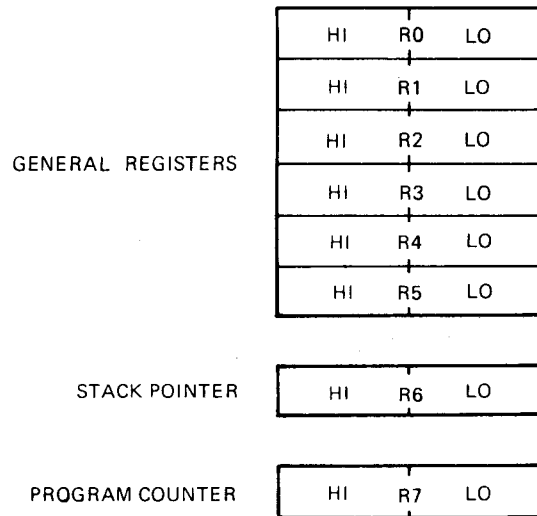 HI R0 LO
HI R1 LO
HI R2 LO
GENERAL REGISTERS
HI R3 LO
HI R4 LO
HI R5 LO
STACK POINTER HI R6 LO
PROGRAM COUNTER HI R7 LO